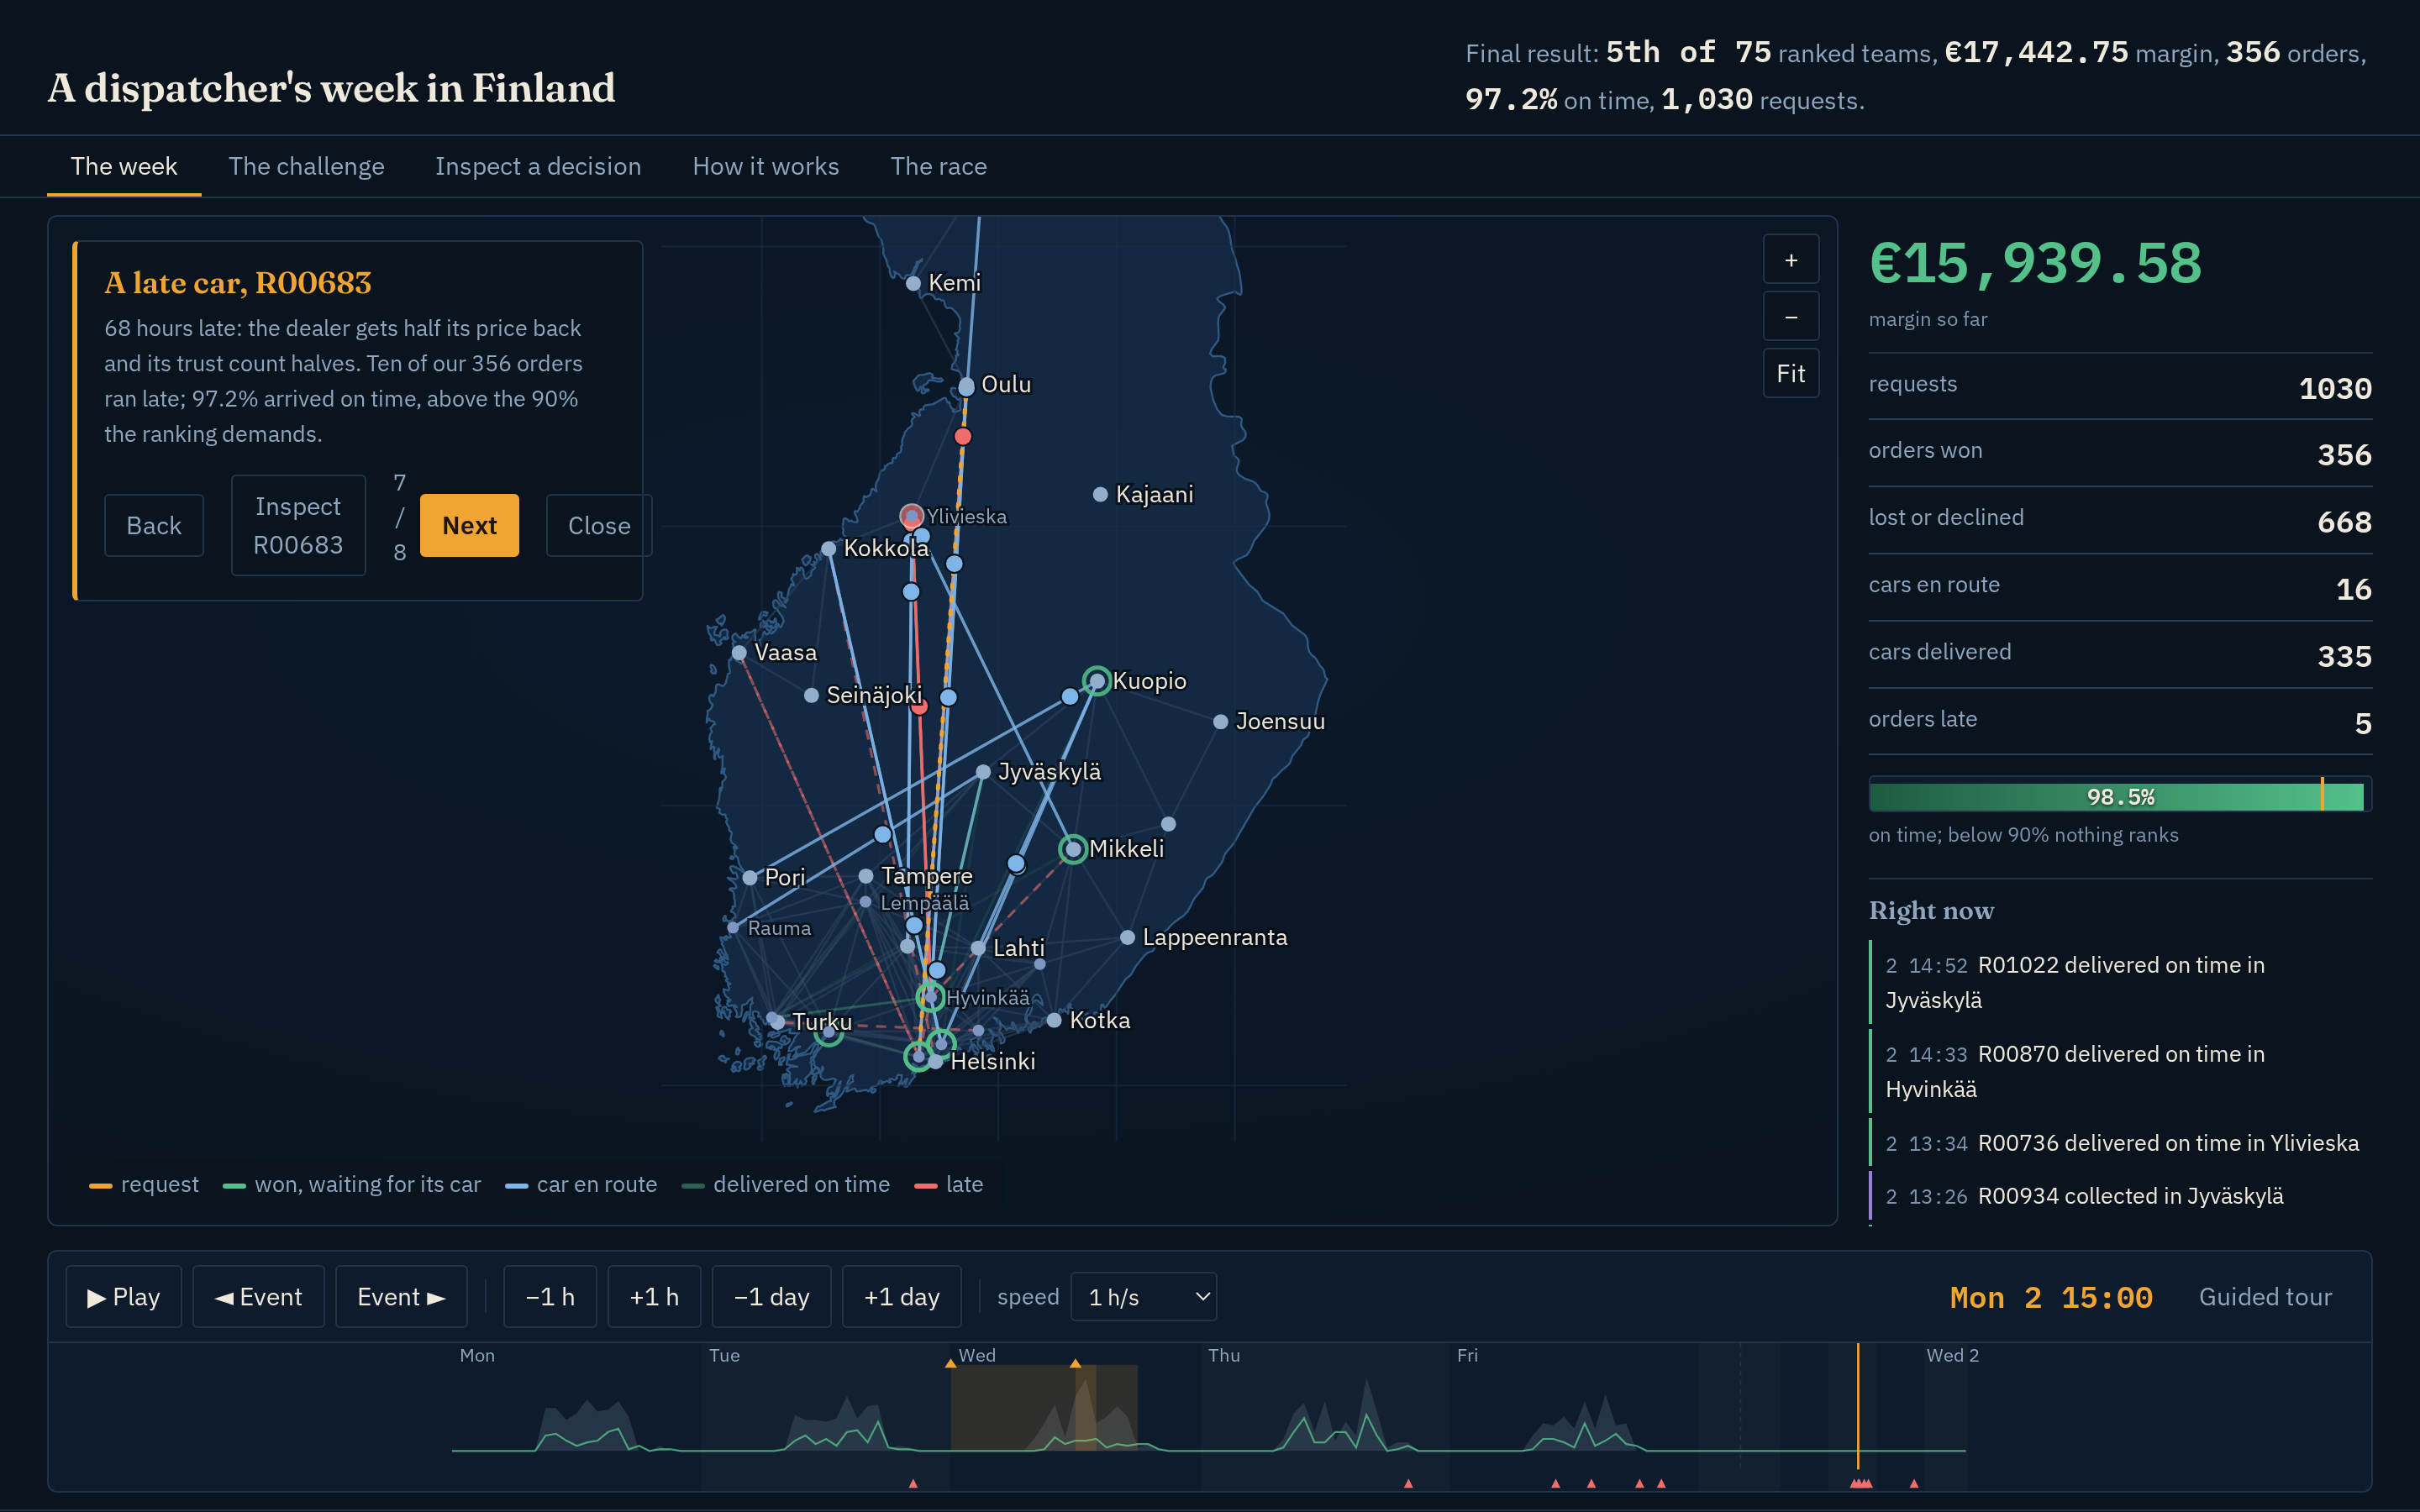 A dispatcher's week in Finland
Final result: 5th of 75 ranked teams, €17,442.75 margin, 356 orders,
97.2% on time, 1,030 requests.
The week
The challenge
Inspect a decision
How it works
The race
A late car, R00683
68 hours late: the dealer gets half its price back
and its trust count halves. Ten of our 356 orders
ran late; 97.2% arrived on time, above the 90%
the ranking demands.
Back
Inspect
R00683
7
/
8
Next
Close
+
−
Fit
Kemi
Oulu
Kajaani
Ylivieska
Kokkola
Vaasa
Seinäjoki
Kuopio
Joensuu
Jyväskylä
Mikkeli
Pori
Tampere
Lempäälä
Rauma
Lahti
Lappeenranta
Hyvinkää
Turku
Kotka
Helsinki
request
won, waiting for its car
car en route
delivered on time
late
€15,939.58
margin so far
requests 1030
orders won 356
lost or declined 668
cars en route 16
cars delivered 335
orders late 5
98.5%
on time; below 90% nothing ranks
Right now
2 14:52 R01022 delivered on time in
Jyväskylä
2 14:33 R00870 delivered on time in
Hyvinkää
2 13:34 R00736 delivered on time in Ylivieska
2 13:26 R00934 collected in Jyväskylä
▶ Play
◄ Event
Event ►
−1 h
+1 h
−1 day
+1 day
speed
1 h/s
Mon 2 15:00
Guided tour
Mon
Tue
Wed
Thu
Fri
Wed 2